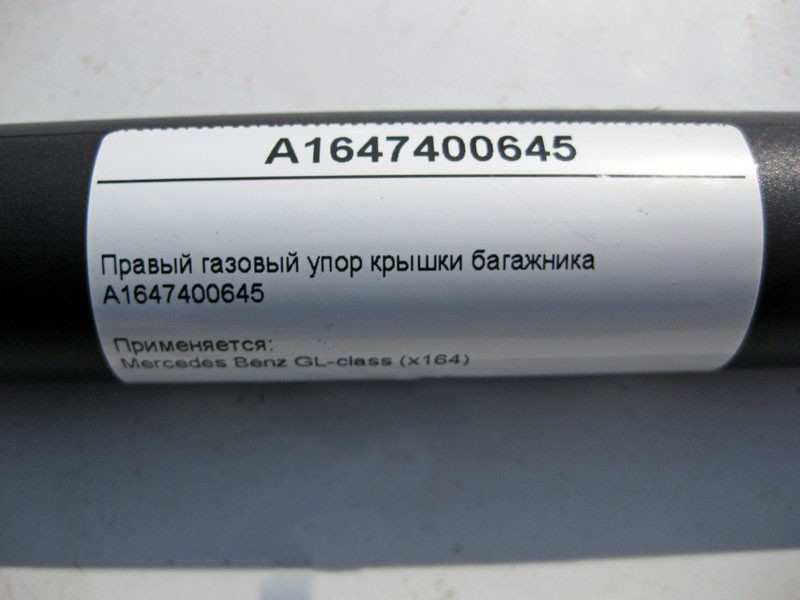 A1647400645
Правый газовый упор крышки багажника
A1647400645
Применяется:
Mercedes Benz GL-class (x164)